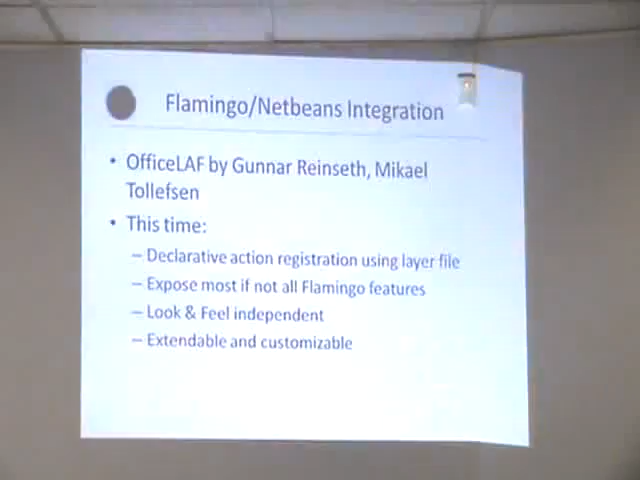 Flamingo/Netbeans Integration
• OfficeLAF by Gunnar Reinseth, Mikael
Tollefsen
• This time:
– Declarative action registration using layer file
– Expose most if not all Flamingo features
– Look & Feel independent
– Extendable and customizable